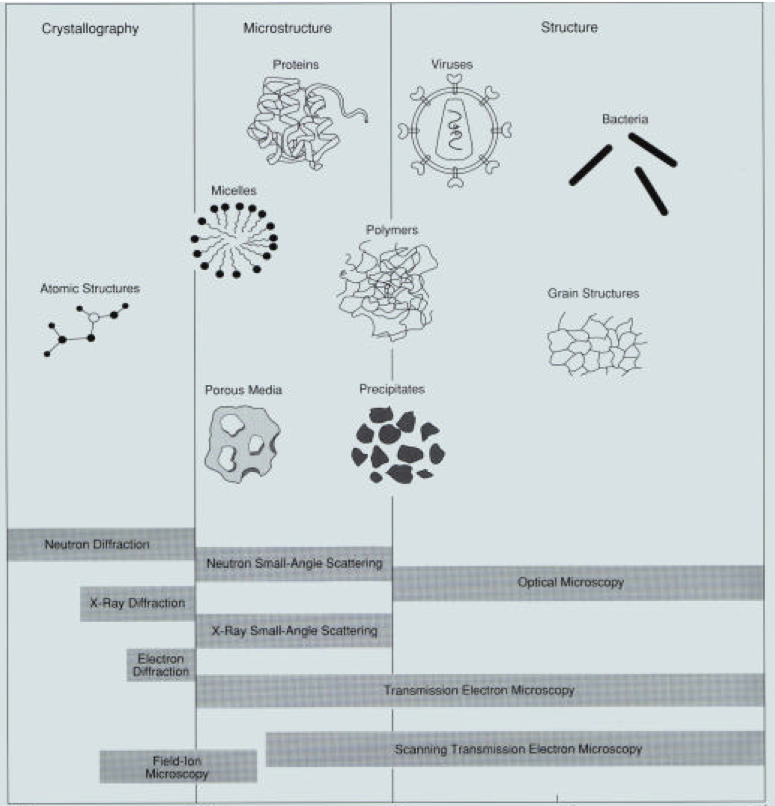 Crystallography
Microstructure
Structure
Proteins
Viruses
Bacteria
Micelles
Polymers
Atomic Structures
Grain Structures
Porous Media
Precipitates
Neutron Diffraction
Neutron Small-Angle Scattering
Optical Microscopy
X-Ray Diffraction
X-Ray Small-Angle Scattering
Electron
Diffraction
Transmission Electron Microscopy
Scanning Transmission Electron Microscopy
Field-Ion
Microscopy